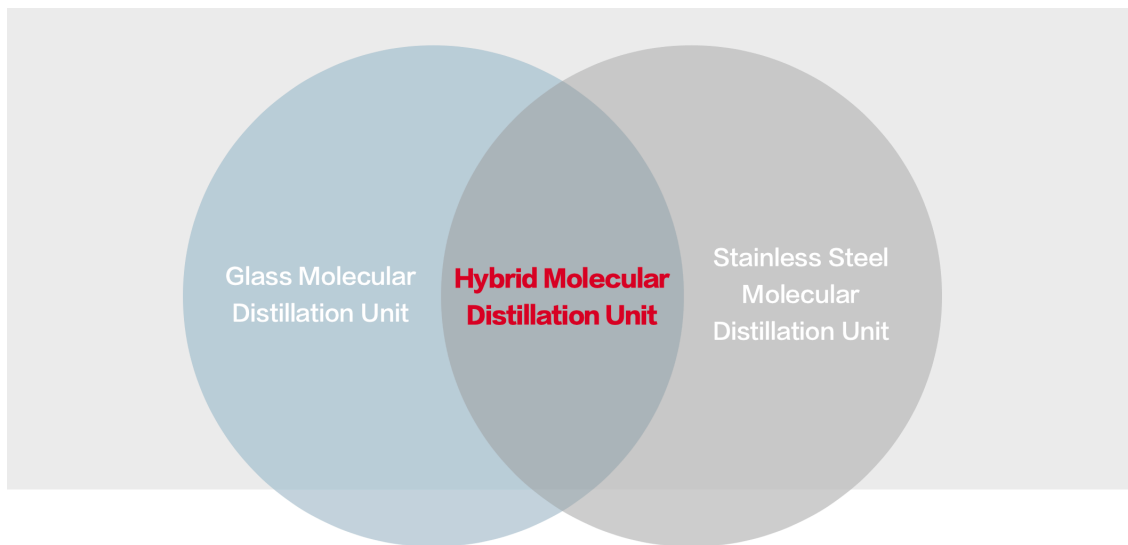 Glass Molecular
Distillation Unit
Hybrid Molecular
Distillation Unit
Stainless Steel
Molecular
Distillation Unit